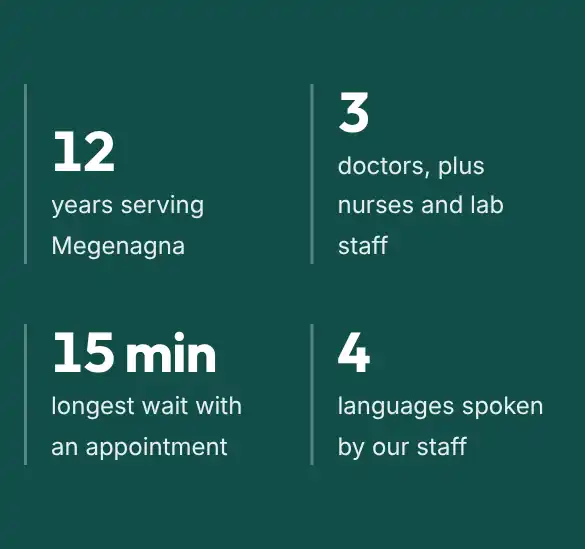 12
years serving
Megenagna
3
doctors, plus
nurses and lab
staff
15 min
longest wait with
an appointment
4
languages spoken
by our staff